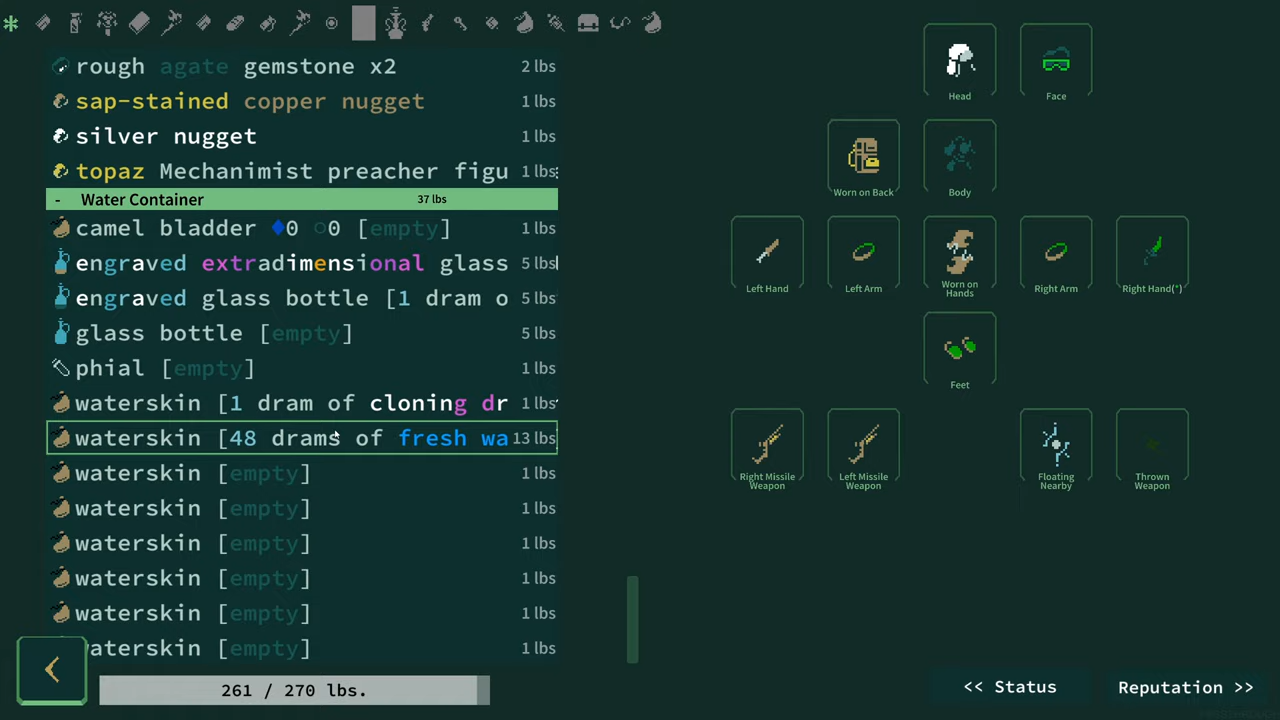 rough agate gemstone x2 2 lbs
sap-stained copper nugget 1 lbs
silver nugget 1 lbs
topaz Mechanimist preacher figu 1 lbs
- Water Container 37 lbs
camel bladder 0 0 [empty] 1 lbs
engraved extradimensional glass 5 lbs
engraved glass bottle [1 dram o 5 lbs
glass bottle [empty] 5 lbs
phial [empty] 1 lbs
waterskin [1 dram of cloning dr 1 lbs
waterskin [48 drams of fresh wa 13 lbs
waterskin [empty] 1 lbs
waterskin [empty] 1 lbs
waterskin [empty] 1 lbs
waterskin [empty] 1 lbs
waterskin [empty] 1 lbs
waterskin [empty] 1 lbs
261 / 270 lbs.
Head
Face
Worn on Back
Body
Left Hand
Left Arm
Worn on
Hands
Right Arm
Right Hand(*)
Feet
Right Missile
Weapon
Left Missile
Weapon
Floating
Nearby
Thrown
Weapon
<< Status
Reputation >>